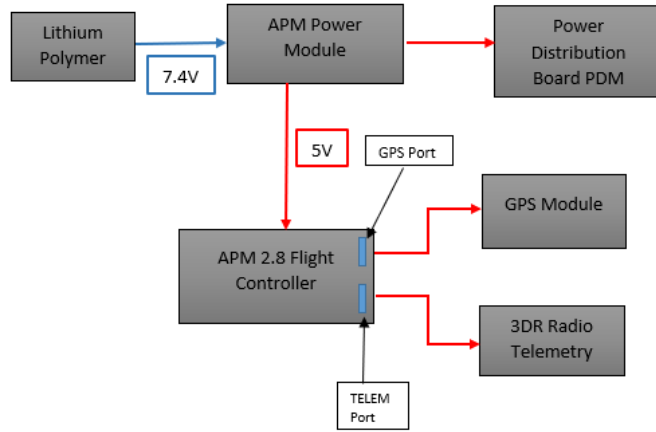 Lithium
Polymer
7.4V
APM Power
Module
Power
Distribution
Board PDM
5V
GPS Port
APM 2.8 Flight
Controller
GPS Module
3DR Radio
Telemetry
TELEM
Port